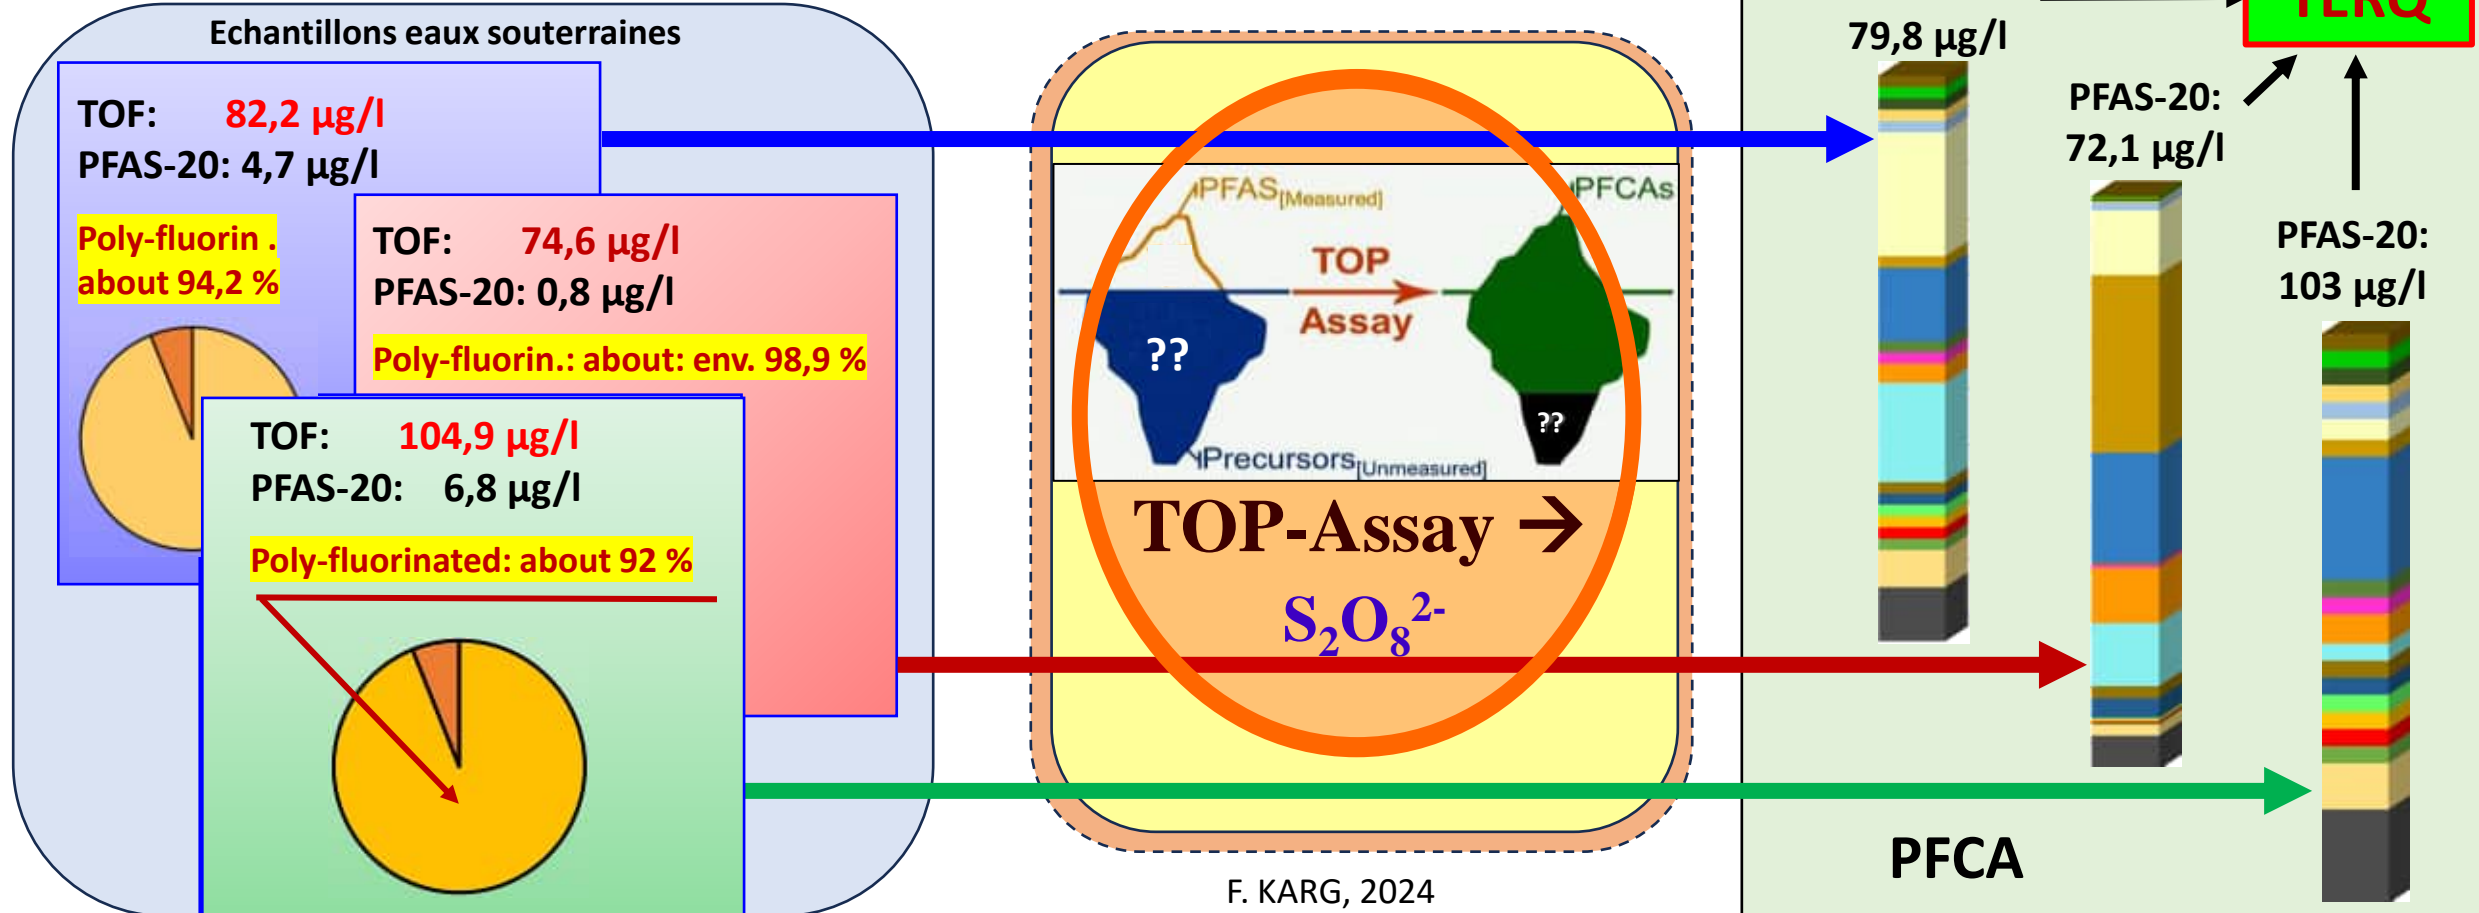 Echantillons eaux souterraines
TOF: 82,2 µg/l
PFAS-20: 4,7 µg/l
Poly-fluorin .
about 94,2 %
TOF: 74,6 µg/l
PFAS-20: 0,8 µg/l
Poly-fluorin.: about: env. 98,9 %
TOF: 104,9 µg/l
PFAS-20: 6,8 µg/l
Poly-fluorinated: about 92 %
PFAS[Measured]
PFCAs
TOP
Assay
??
??
Precursors[Unmeasured]
TOP-Assay →
S₂O₈²⁻
F. KARG, 2024
79,8 µg/l
TERQ
PFAS-20:
72,1 µg/l
PFAS-20:
103 µg/l
PFCA